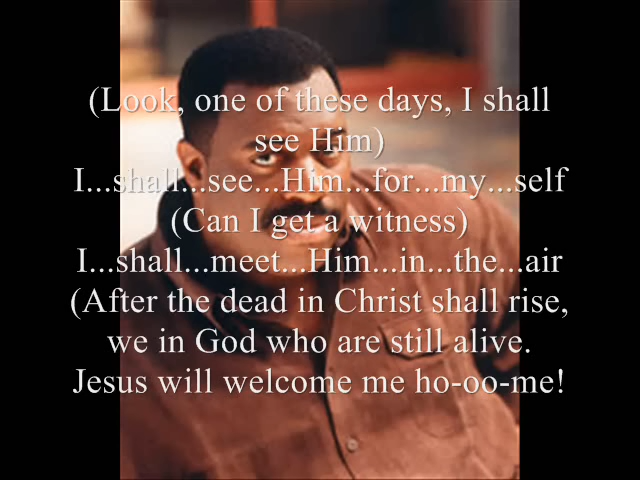 (Look, one of these days, I shall
see Him)
I...shall...see...Him...for...my...self
(Can I get a witness)
I...shall...meet...Him...in...the...air
(After the dead in Christ shall rise,
we in God who are still alive.
Jesus will welcome me ho-oo-me!